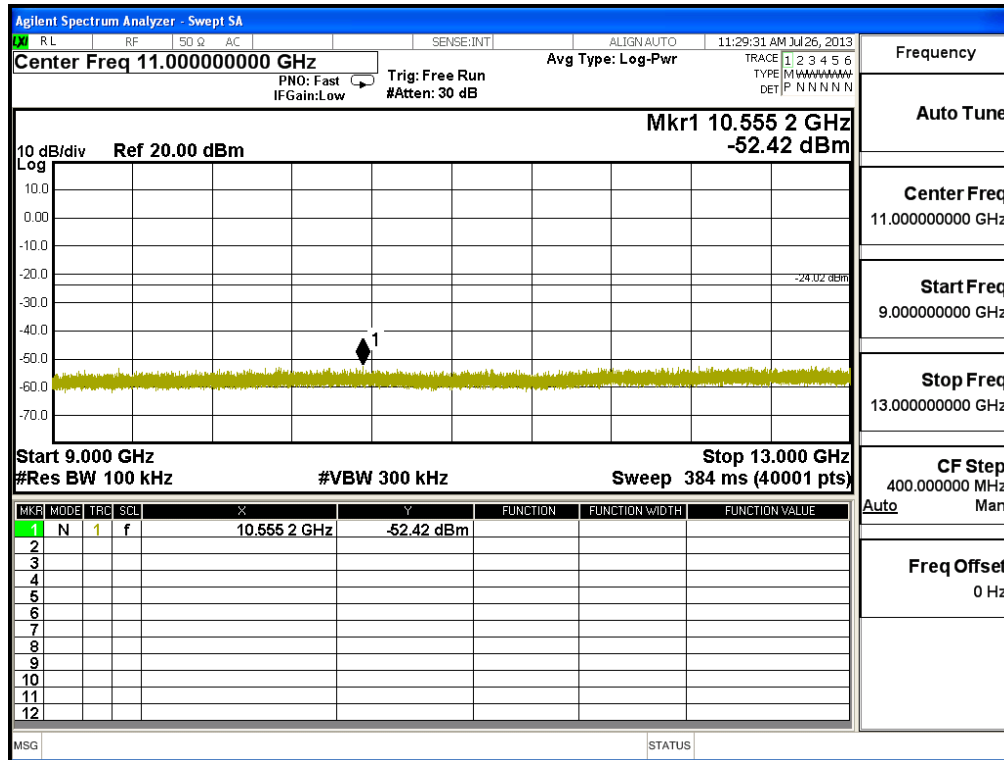 Agilent Spectrum Analyzer - Swept SA
LXI RL RF 50 Ω AC SENSE:INT ALIGN AUTO 11:29:31 AM Jul 26, 2013
Center Freq 11.000000000 GHz
PNO: Fast
IFGain:Low
Trig: Free Run
#Atten: 30 dB
Avg Type: Log-Pwr
TRACE 1 2 3 4 5 6
TYPE M WWWWW
DET P N N N N N
Frequency
Auto Tune
Center Freq
11.000000000 GHz
Start Freq
9.000000000 GHz
Stop Freq
13.000000000 GHz
CF Step
400.000000 MHz
Auto Man
Freq Offset
0 Hz
Mkr1 10.555 2 GHz
-52.42 dBm
10 dB/div Ref 20.00 dBm
Log
10.0
0.00
-10.0
-20.0
-24.02 dBm
-30.0
-40.0
1
-50.0
-60.0
-70.0
Start 9.000 GHz Stop 13.000 GHz
#Res BW 100 kHz #VBW 300 kHz Sweep 384 ms (40001 pts)
MKR MODE TRC SCL X Y FUNCTION FUNCTION WIDTH FUNCTION VALUE
1 N 1 f 10.555 2 GHz -52.42 dBm
2
3
4
5
6
7
8
9
10
11
12
MSG STATUS